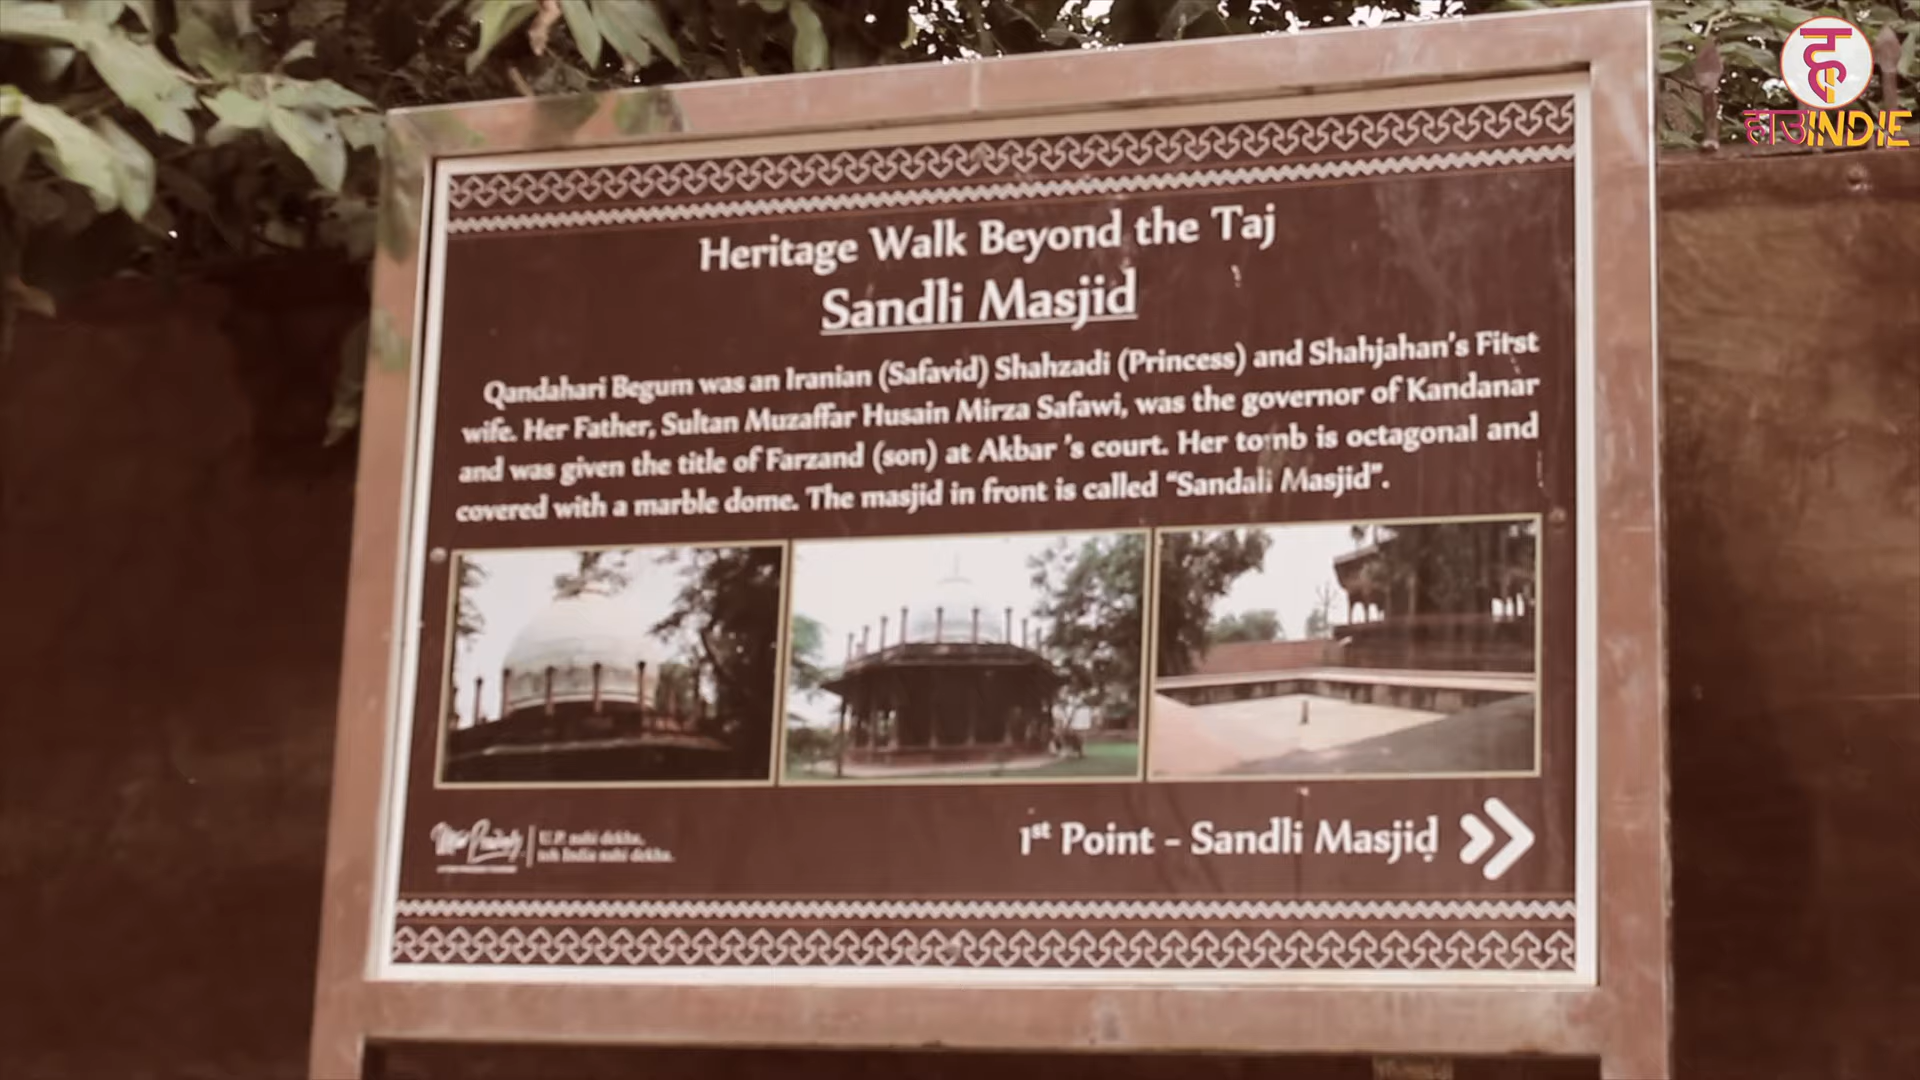 हाउINDIE
Heritage Walk Beyond the Taj
Sandli Masjid
Qandahari Begum was an Iranian (Safavid) Shahzadi (Princess) and Shahjahan's First
wife. Her Father, Sultan Muzaffar Husain Mirza Safawi, was the governor of Kandanar
and was given the title of Farzand (son) at Akbar 's court. Her tomb is octagonal and
covered with a marble dome. The masjid in front is called "Sandali Masjid".
U.P. nahi dekha,
toh India nahi dekha.
1st Point - Sandli Masjid